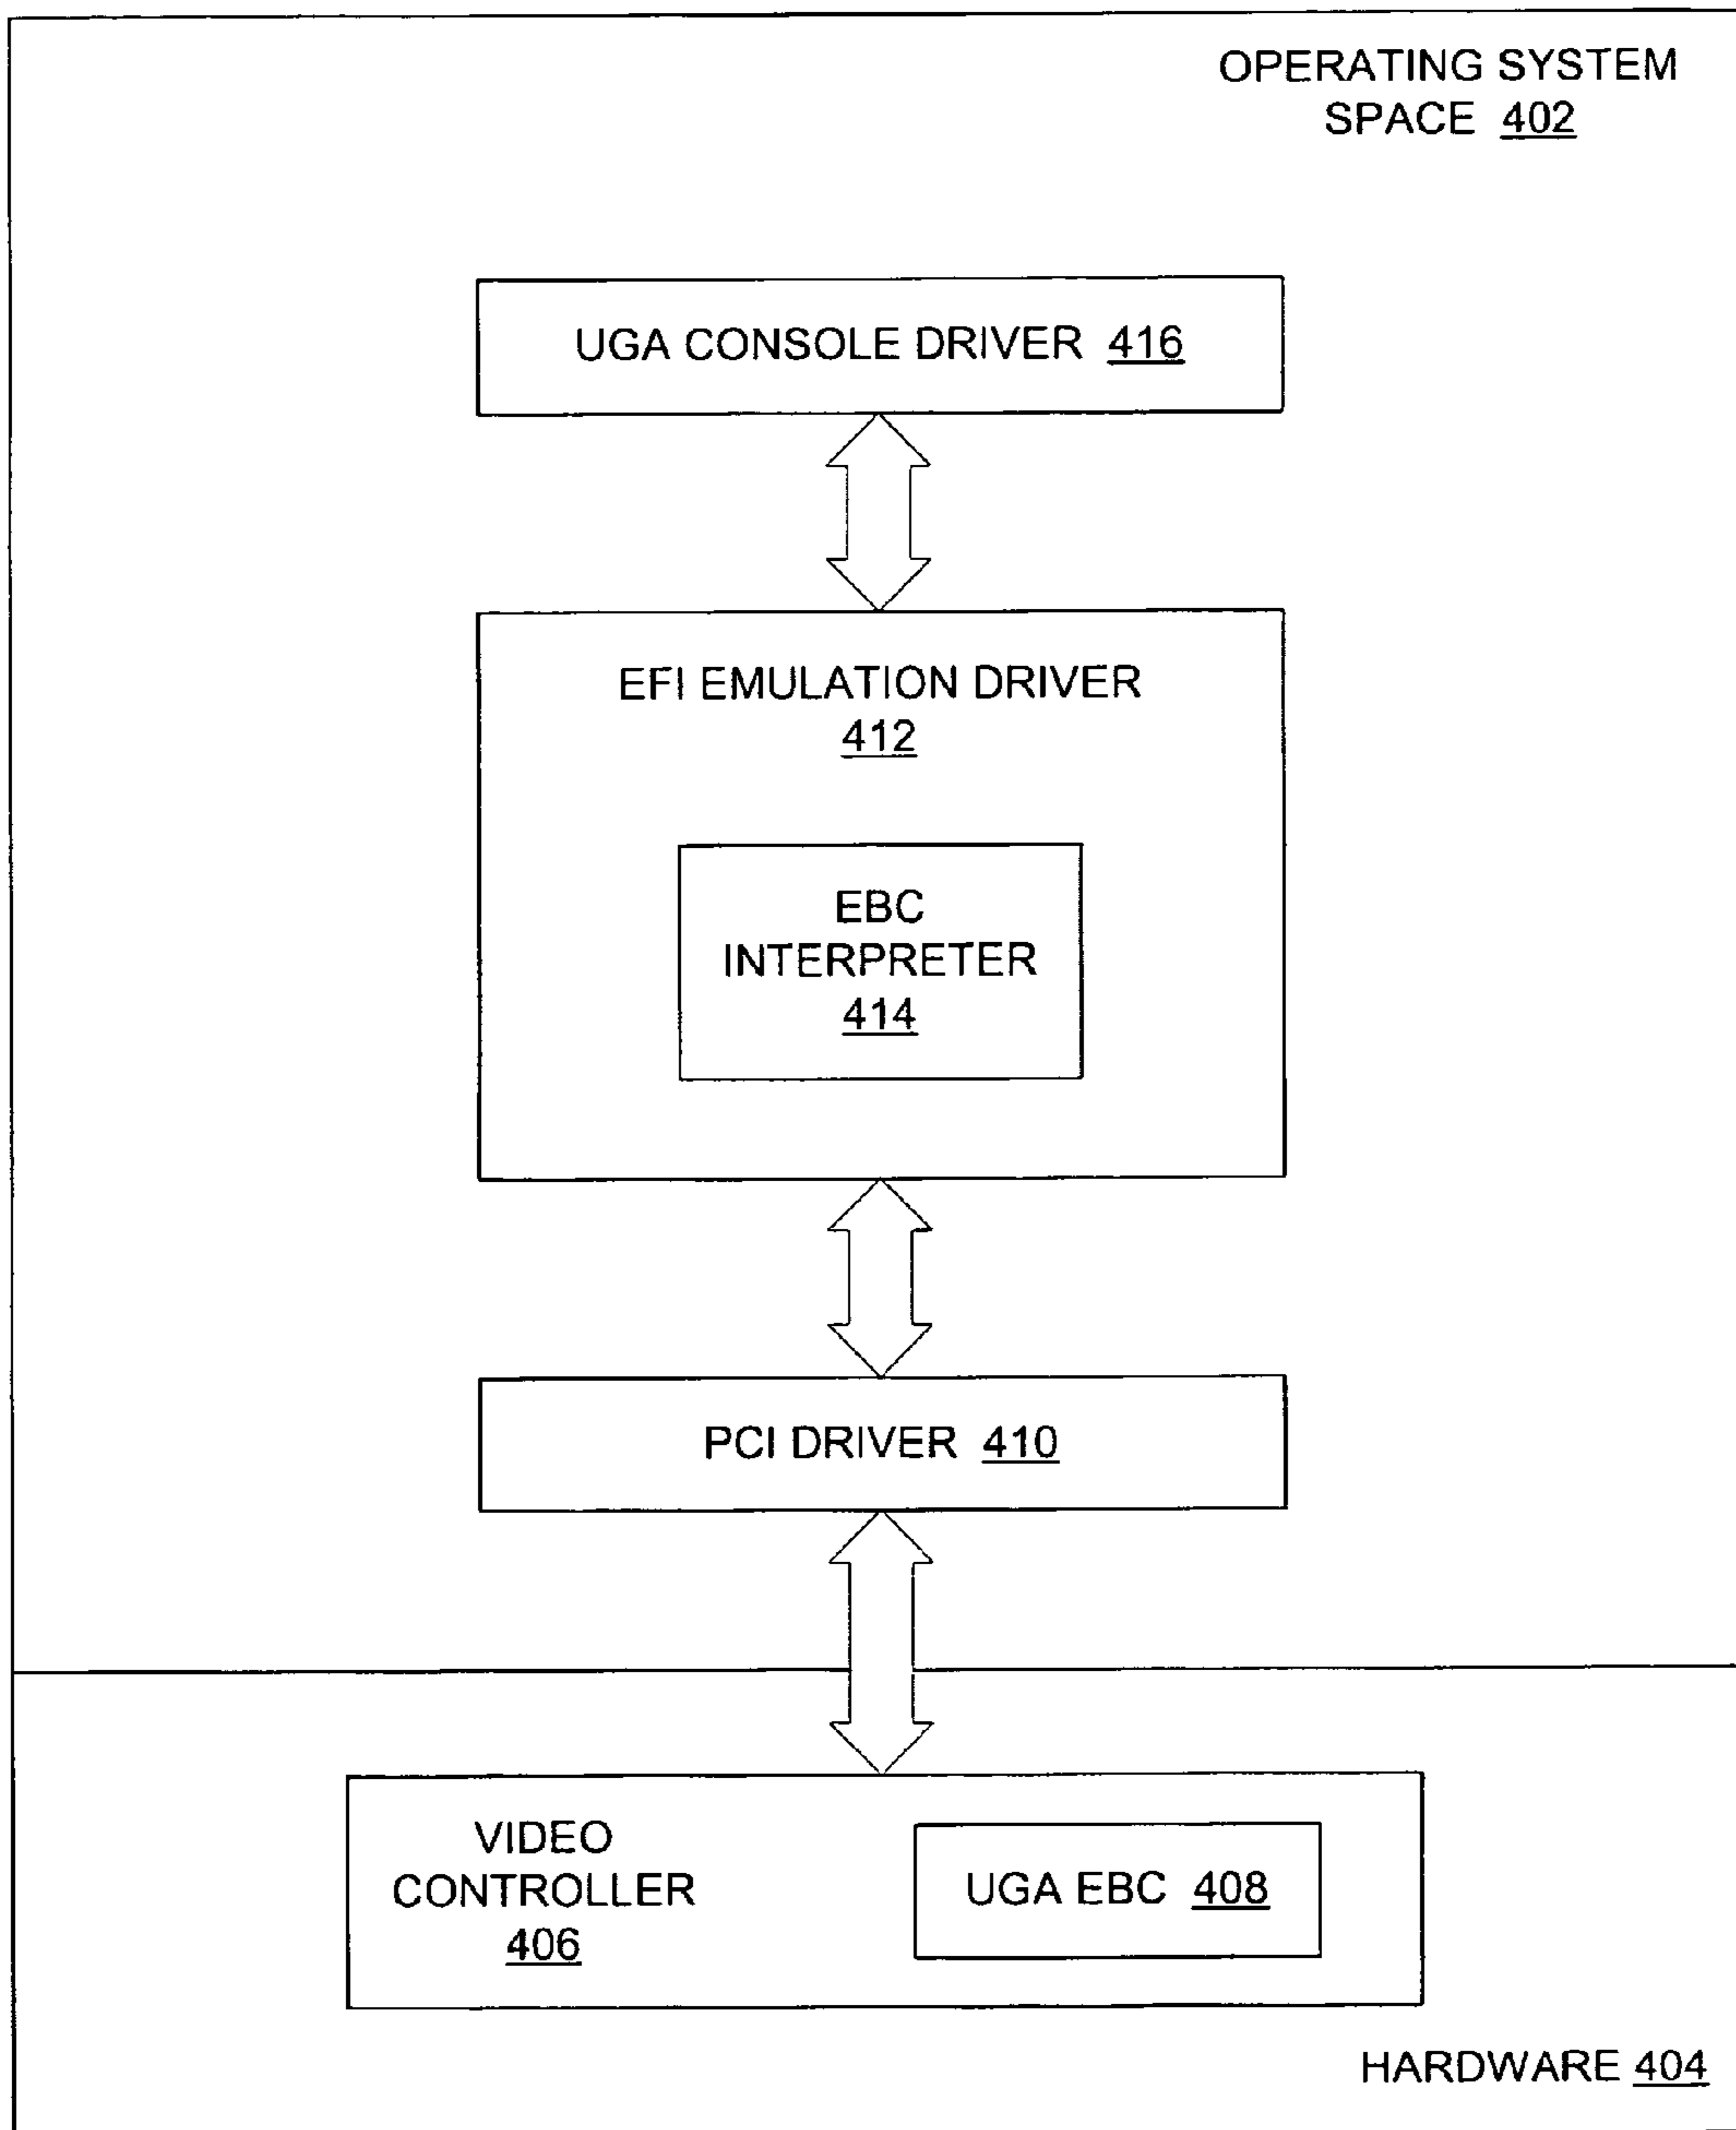 OPERATING SYSTEM
SPACE 402
UGA CONSOLE DRIVER 416
EFI EMULATION DRIVER
412
EBC
INTERPRETER
414
PCI DRIVER 410
VIDEO
CONTROLLER
406
UGA EBC 408
HARDWARE 404